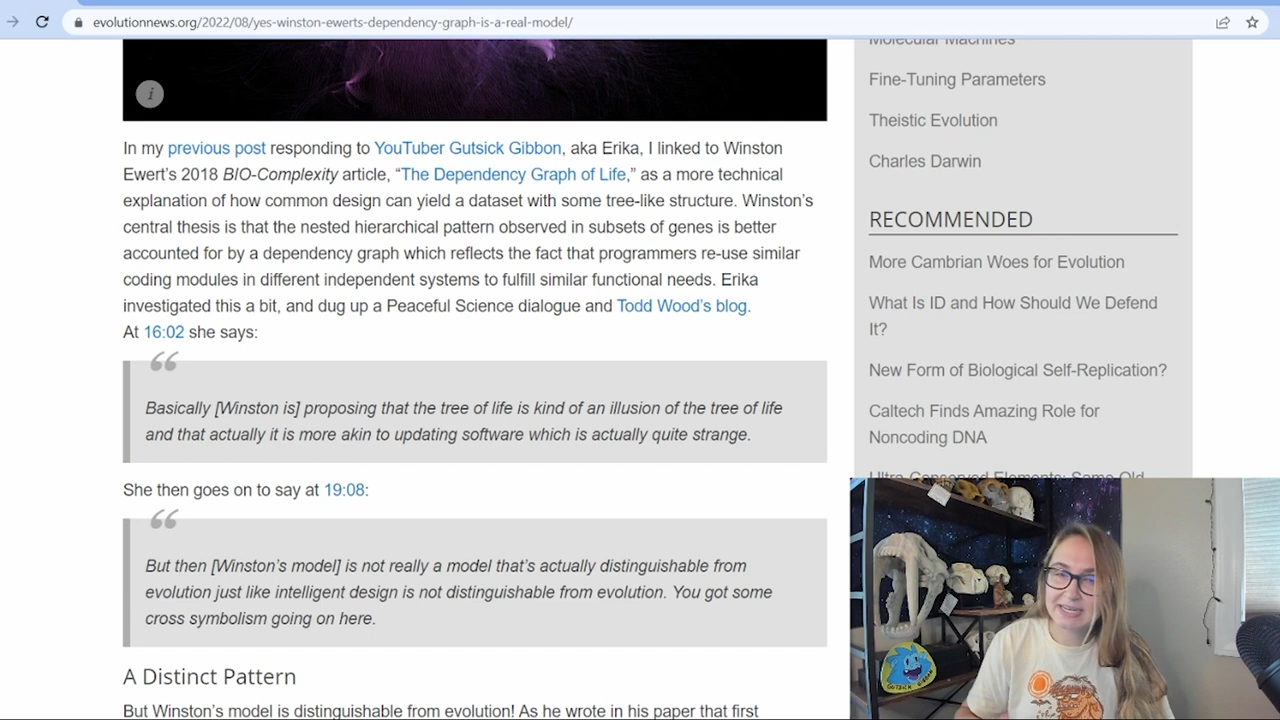 evolutionnews.org/2022/08/yes-winston-ewerts-dependency-graph-is-a-real-model/
i
In my previous post responding to YouTuber Gutsick Gibbon, aka Erika, I linked to Winston
Ewert's 2018 BIO-Complexity article, “The Dependency Graph of Life,” as a more technical
explanation of how common design can yield a dataset with some tree-like structure. Winston's
central thesis is that the nested hierarchical pattern observed in subsets of genes is better
accounted for by a dependency graph which reflects the fact that programmers re-use similar
coding modules in different independent systems to fulfill similar functional needs. Erika
investigated this a bit, and dug up a Peaceful Science dialogue and Todd Wood's blog.
At 16:02 she says:
“
Basically [Winston is] proposing that the tree of life is kind of an illusion of the tree of life
and that actually it is more akin to updating software which is actually quite strange.
She then goes on to say at 19:08:
“
But then [Winston's model] is not really a model that's actually distinguishable from
evolution just like intelligent design is not distinguishable from evolution. You got some
cross symbolism going on here.
A Distinct Pattern
But Winston's model is distinguishable from evolution! As he wrote in his paper that first
Molecular Machines
Fine-Tuning Parameters
Theistic Evolution
Charles Darwin
RECOMMENDED
More Cambrian Woes for Evolution
What Is ID and How Should We Defend
It?
New Form of Biological Self-Replication?
Caltech Finds Amazing Role for
Noncoding DNA
Ultra-Conserved Elements: Same Old
GUTSICK GIBBON